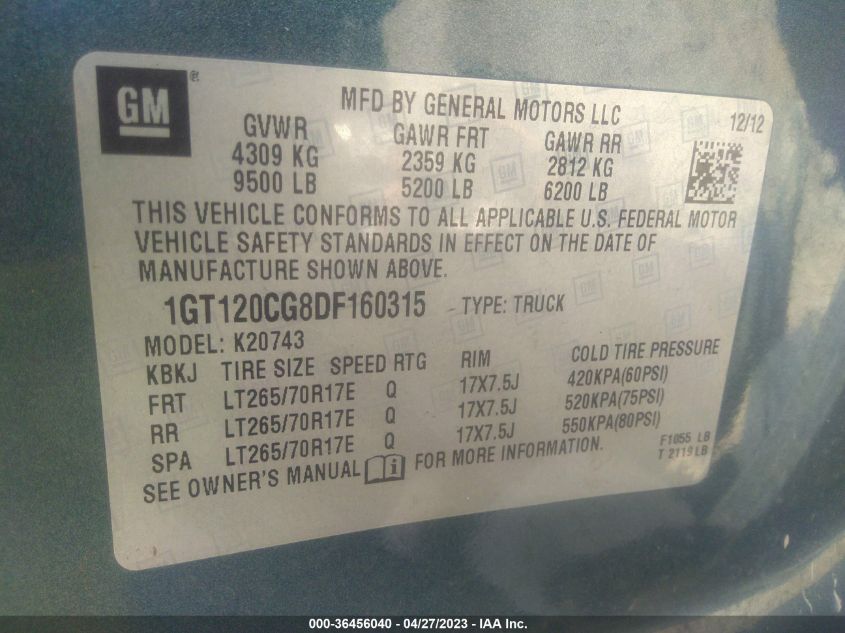 GM ®
MFD BY GENERAL MOTORS LLC 12/12
GVWR GAWR FRT GAWR RR
4309 KG 2359 KG 2812 KG
9500 LB 5200 LB 6200 LB
THIS VEHICLE CONFORMS TO ALL APPLICABLE U.S. FEDERAL MOTOR
VEHICLE SAFETY STANDARDS IN EFFECT ON THE DATE OF
MANUFACTURE SHOWN ABOVE.
1GT120CG8DF160315 TYPE: TRUCK
MODEL: K20743
KBKJ TIRE SIZE SPEED RTG RIM COLD TIRE PRESSURE
FRT LT265/70R17E Q 17X7.5J 420KPA(60PSI)
RR LT265/70R17E Q 17X7.5J 520KPA(75PSI)
SPA LT265/70R17E Q 17X7.5J 550KPA(80PSI)
SEE OWNER'S MANUAL FOR MORE INFORMATION.
F1055 LB
T 2119 LB
000-36456040 - 04/27/2023 - IAA Inc.